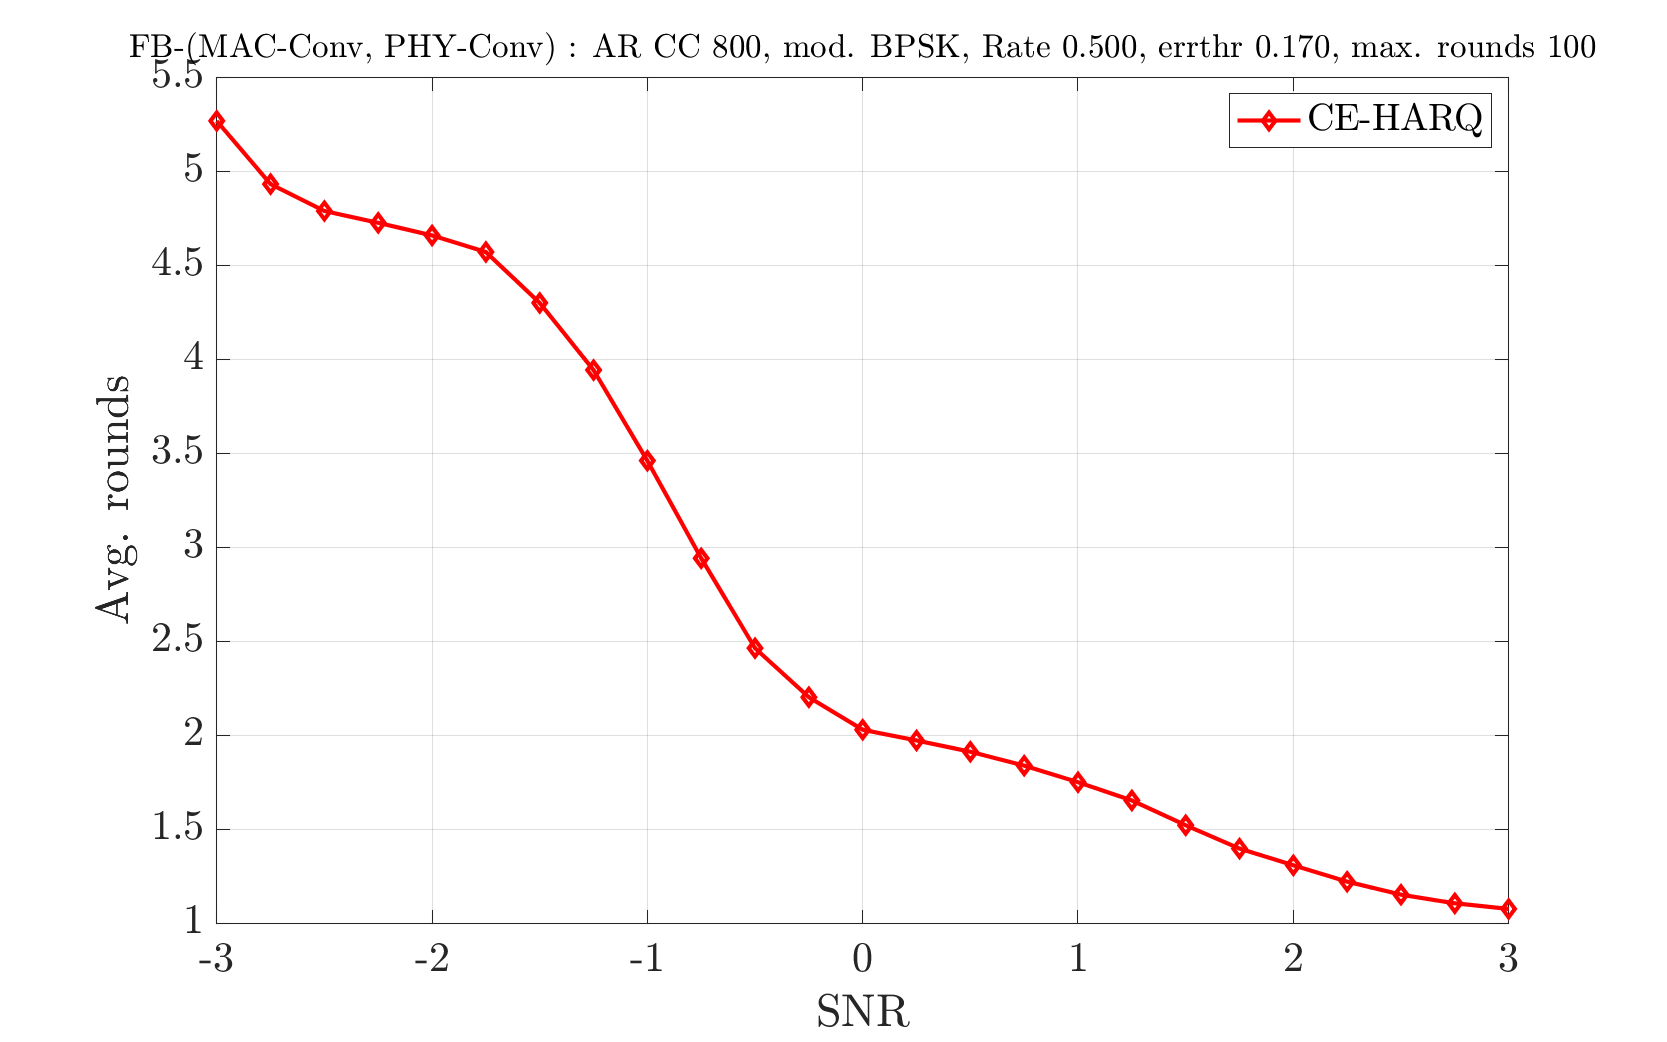 FB-(MAC-Conv, PHY-Conv) : AR CC 800, mod. BPSK, Rate 0.500, errthr 0.170, max. rounds 100
CE-HARQ
5.5
5
4.5
4
3.5
3
2.5
2
1.5
1
Avg. rounds
-3 -2 -1 0 1 2 3
SNR